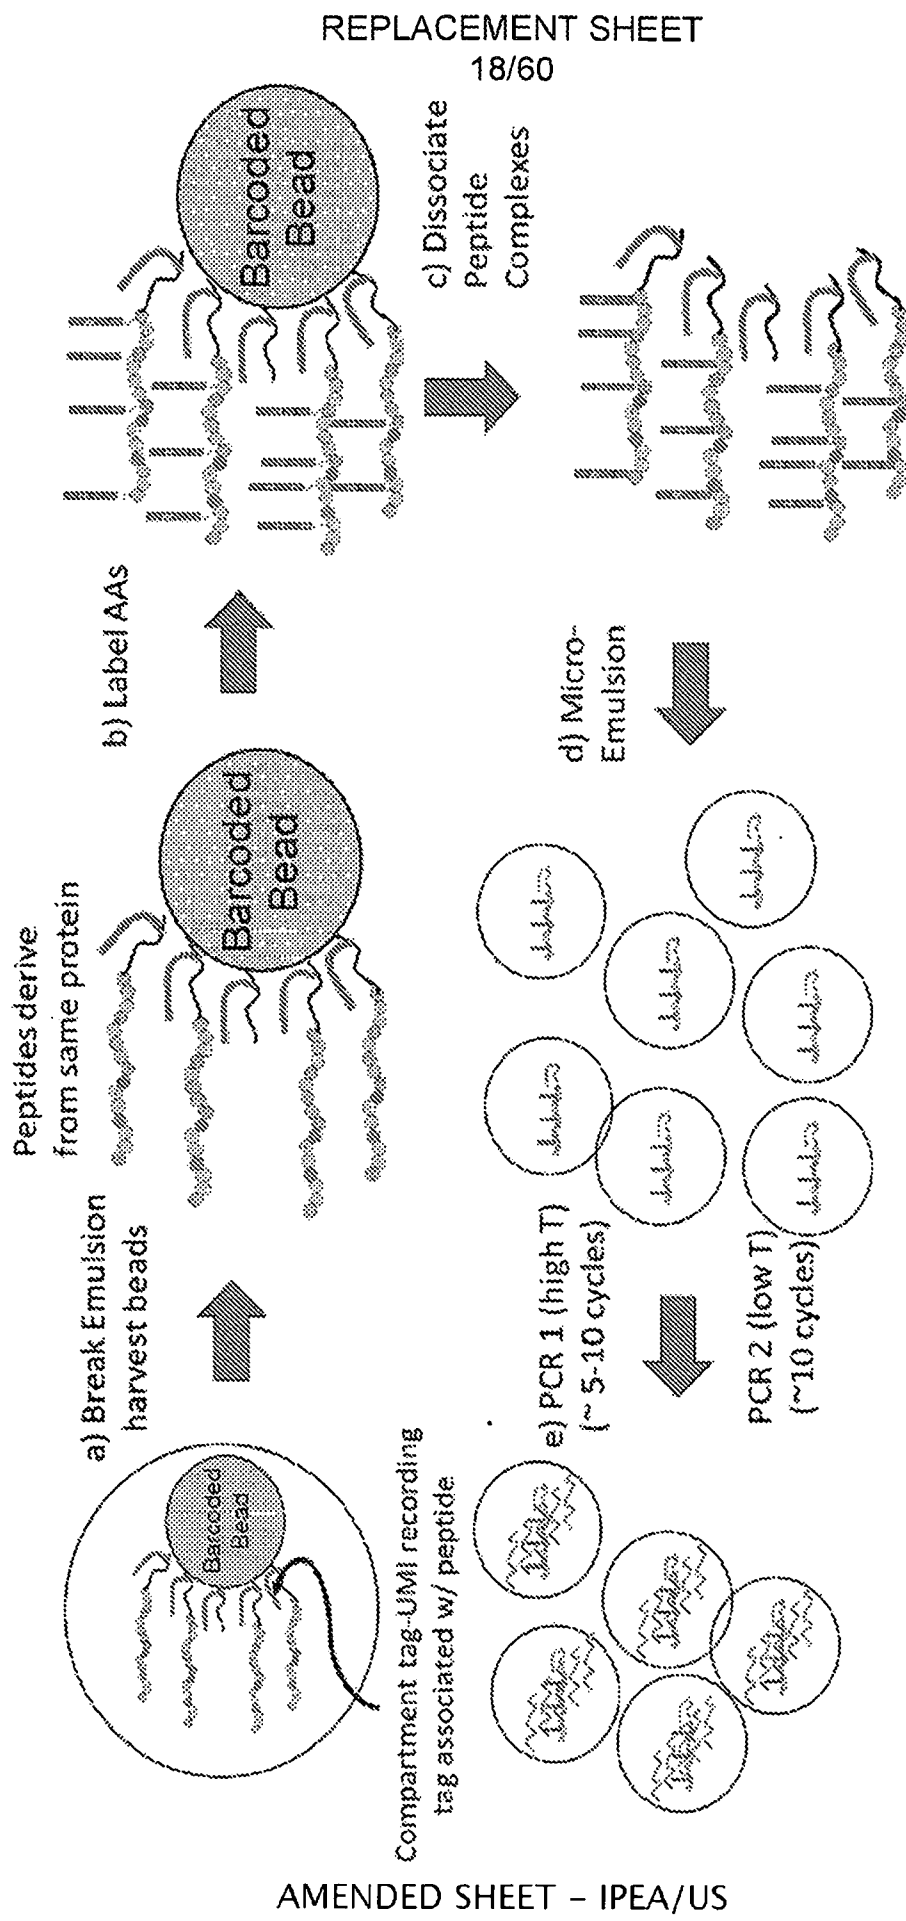 REPLACEMENT SHEET
18/60
Barcoded
Bead
a) Break Emulsion
harvest beads
Compartment tag-UMI recording
tag associated w/ peptide
Peptides derive
from same protein
Barcoded
Bead
b) Label AAs
Barcoded
Bead
c) Dissociate
Peptide
Complexes
d) Micro-
Emulsion
e) PCR 1 (high T)
(~ 5-10 cycles)
PCR 2 (low T)
(~10 cycles)
AMENDED SHEET – IPEA/US